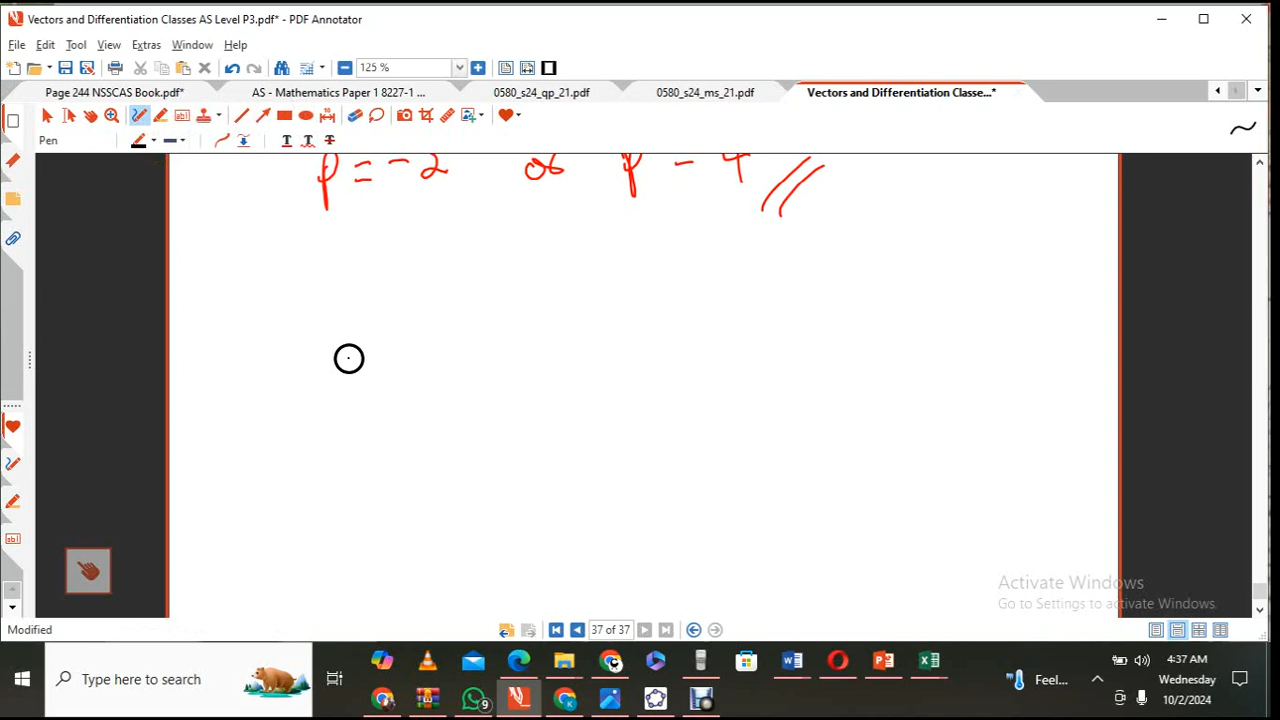 Vectors and Differentiation Classes AS Level P3.pdf* - PDF Annotator
File Edit Tool View Extras Window Help
125 %
Page 244 NSSCAS Book.pdf* AS - Mathematics Paper 1 8227-1 ... 0580_s24_qp_21.pdf 0580_s24_ms_21.pdf Vectors and Differentiation Classe...*
Pen
p = -2 or p = 4
Activate Windows
Go to Settings to activate Windows.
Modified
37 of 37
Type here to search
Feel...
4:37 AM
Wednesday
10/2/2024
9